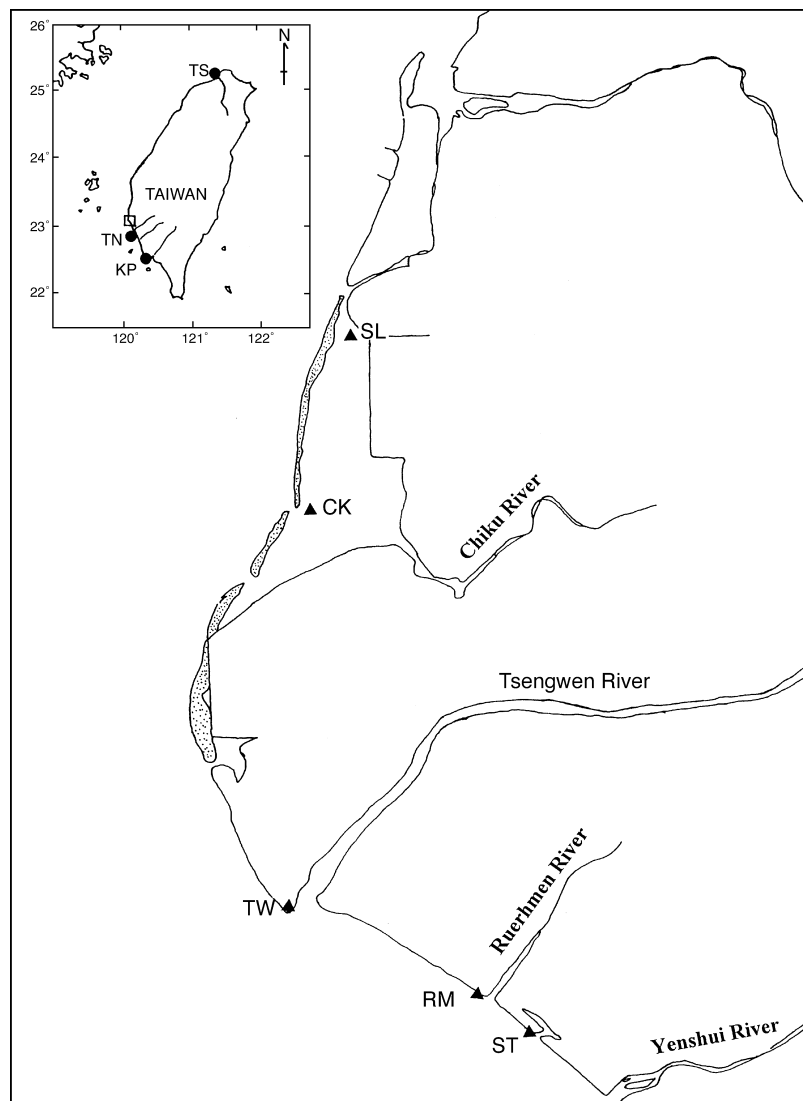 26°
N
TS
25°
24°
TAIWAN
23°
TN
KP
22°
120° 121° 122°
SL
CK
Chiku River
Tsengwen River
TW
Ruerhmen River
RM
ST
Yenshui River